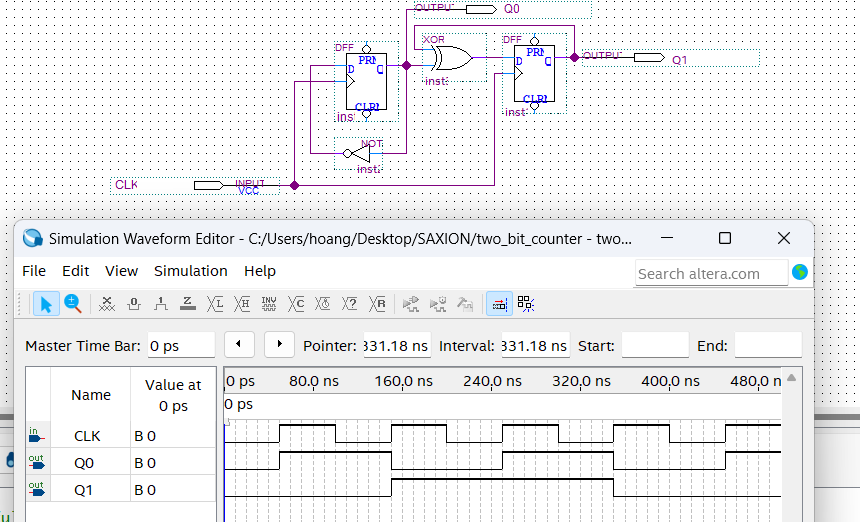 OUTPUT Q0
DFF
XOR
DFF
PRN
PRN
OUTPUT
D Q
D Q
Q1
inst
CLRN
CLRN
inst
inst
NOT
inst
CLK INPUT
VCC
Simulation Waveform Editor - C:/Users/hoang/Desktop/SAXION/two_bit_counter - two...
File Edit View Simulation Help
Search altera.com
Master Time Bar: 0 ps Pointer: 331.18 ns Interval: 331.18 ns Start: End:
Name Value at 0 ps
0 ps 80.0 ns 160.0 ns 240.0 ns 320.0 ns 400.0 ns 480.0 n
0 ps
in CLK B 0
out Q0 B 0
out Q1 B 0